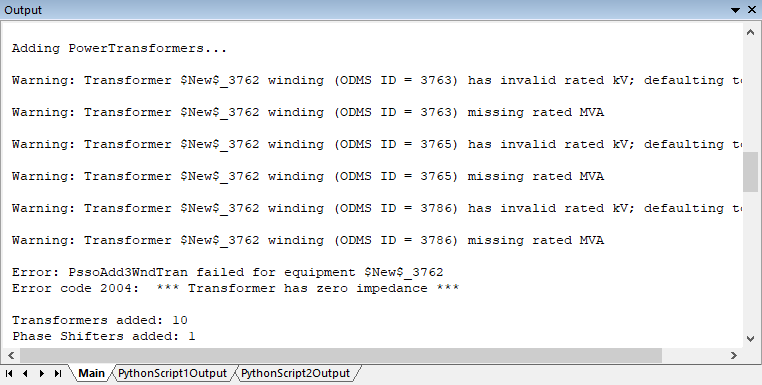 Output
Adding PowerTransformers...
Warning: Transformer $New$_3762 winding (ODMS ID = 3763) has invalid rated kV; defaulting to
Warning: Transformer $New$_3762 winding (ODMS ID = 3763) missing rated MVA
Warning: Transformer $New$_3762 winding (ODMS ID = 3765) has invalid rated kV; defaulting to
Warning: Transformer $New$_3762 winding (ODMS ID = 3765) missing rated MVA
Warning: Transformer $New$_3762 winding (ODMS ID = 3786) has invalid rated kV; defaulting to
Warning: Transformer $New$_3762 winding (ODMS ID = 3786) missing rated MVA
Error: PssoAdd3WndTran failed for equipment $New$_3762
Error code 2004:  *** Transformer has zero impedance ***
Transformers added: 10
Phase Shifters added: 1
Main PythonScript1Output PythonScript2Output